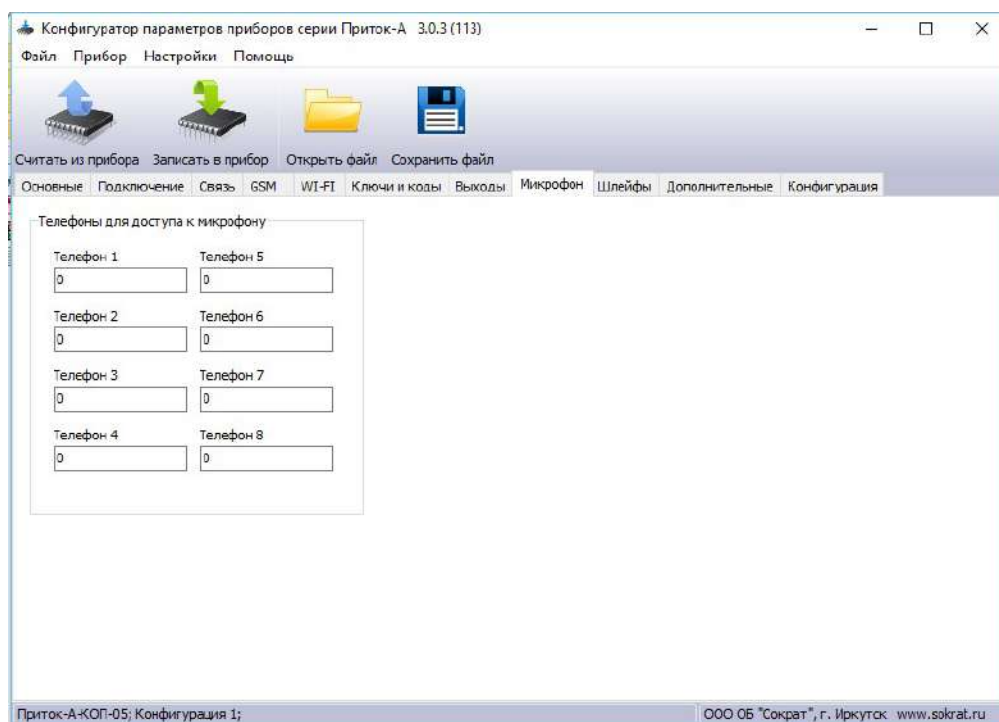 Конфигуратор параметров приборов серии Приток-А 3.0.3 (113)
Файл Прибор Настройки Помощь
Считать из прибора Записать в прибор Открыть файл Сохранить файл
Основные Подключение Связь GSM WI-FI Ключи и коды Выходы Микрофон Шлейфы Дополнительные Конфигурация
Телефоны для доступа к микрофону
Телефон 1 Телефон 5
0 0
Телефон 2 Телефон 6
0 0
Телефон 3 Телефон 7
0 0
Телефон 4 Телефон 8
0 0
Приток-А-КОП-05; Конфигурация 1; ООО ОБ "Сократ", г. Иркутск www.sokrat.ru